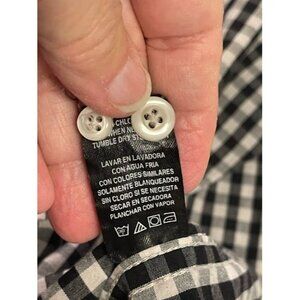 -CHLO
WHEN NE
TUMBLE DRY S
LAVAR EN LAVADORA
CON AGUA FRIA
CON COLORES SIMILARES
SOLAMENTE BLANQUEADOR
SIN CLORO SI SE NECESITA
SECAR EN SECADORA
PLANCHAR CON VAPOR